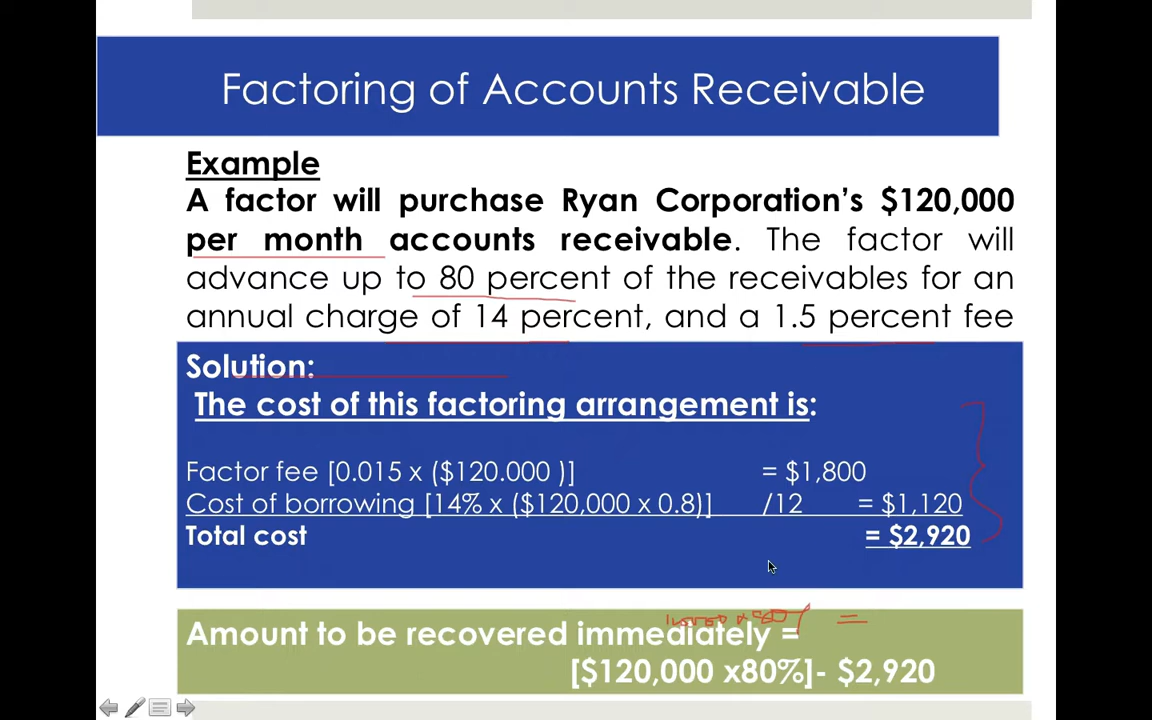 Factoring of Accounts Receivable
Example
A factor will purchase Ryan Corporation’s $120,000
per month accounts receivable. The factor will
advance up to 80 percent of the receivables for an
annual charge of 14 percent, and a 1.5 percent fee
Solution:
The cost of this factoring arrangement is:
Factor fee [0.015 x ($120.000 )] = $1,800
Cost of borrowing [14% x ($120,000 x 0.8)] /12 = $1,120
Total cost = $2,920
Amount to be recovered immediately =
[$120,000 x80%]- $2,920